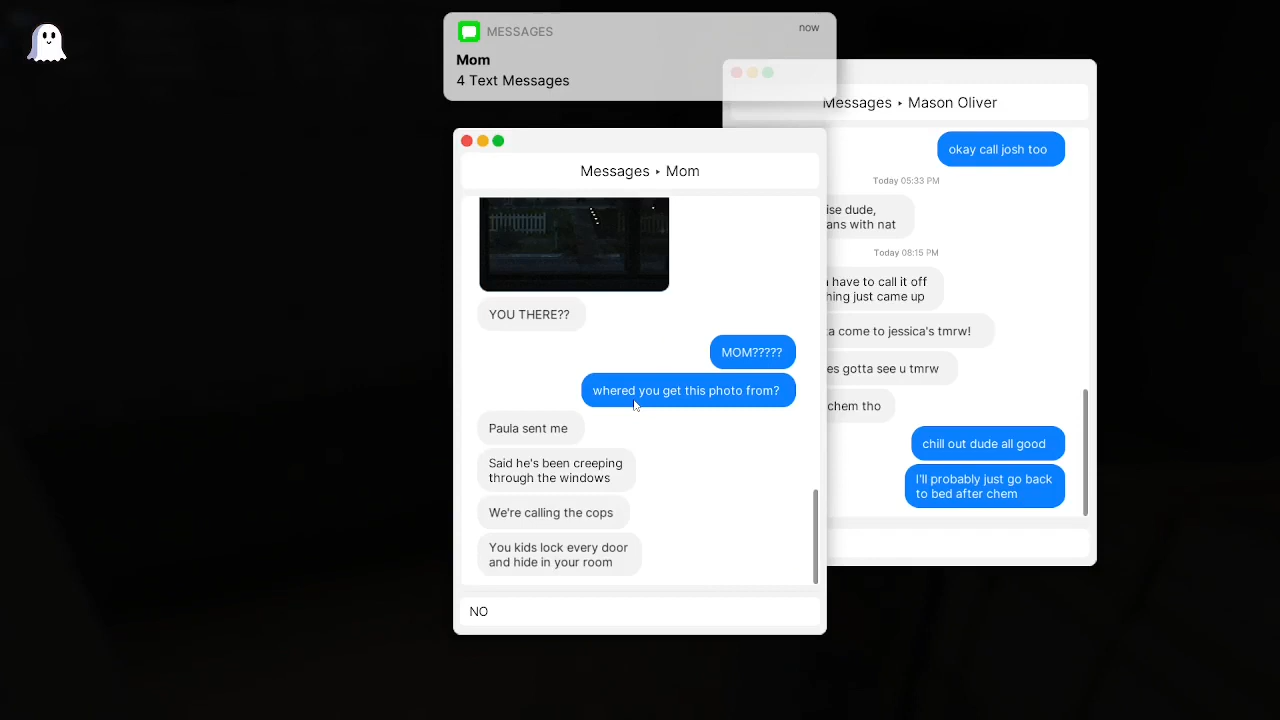 MESSAGES
now
Mom
4 Text Messages
Messages ‣ Mason Oliver
okay call josh too
Today 05:33 PM
ise dude,
ans with nat
Today 08:15 PM
have to call it off
hing just came up
a come to jessica's tmrw!
es gotta see u tmrw
chem tho
chill out dude all good
I'll probably just go back
to bed after chem
Messages ‣ Mom
YOU THERE??
MOM?????
whered you get this photo from?
Paula sent me
Said he's been creeping
through the windows
We're calling the cops
You kids lock every door
and hide in your room
NO